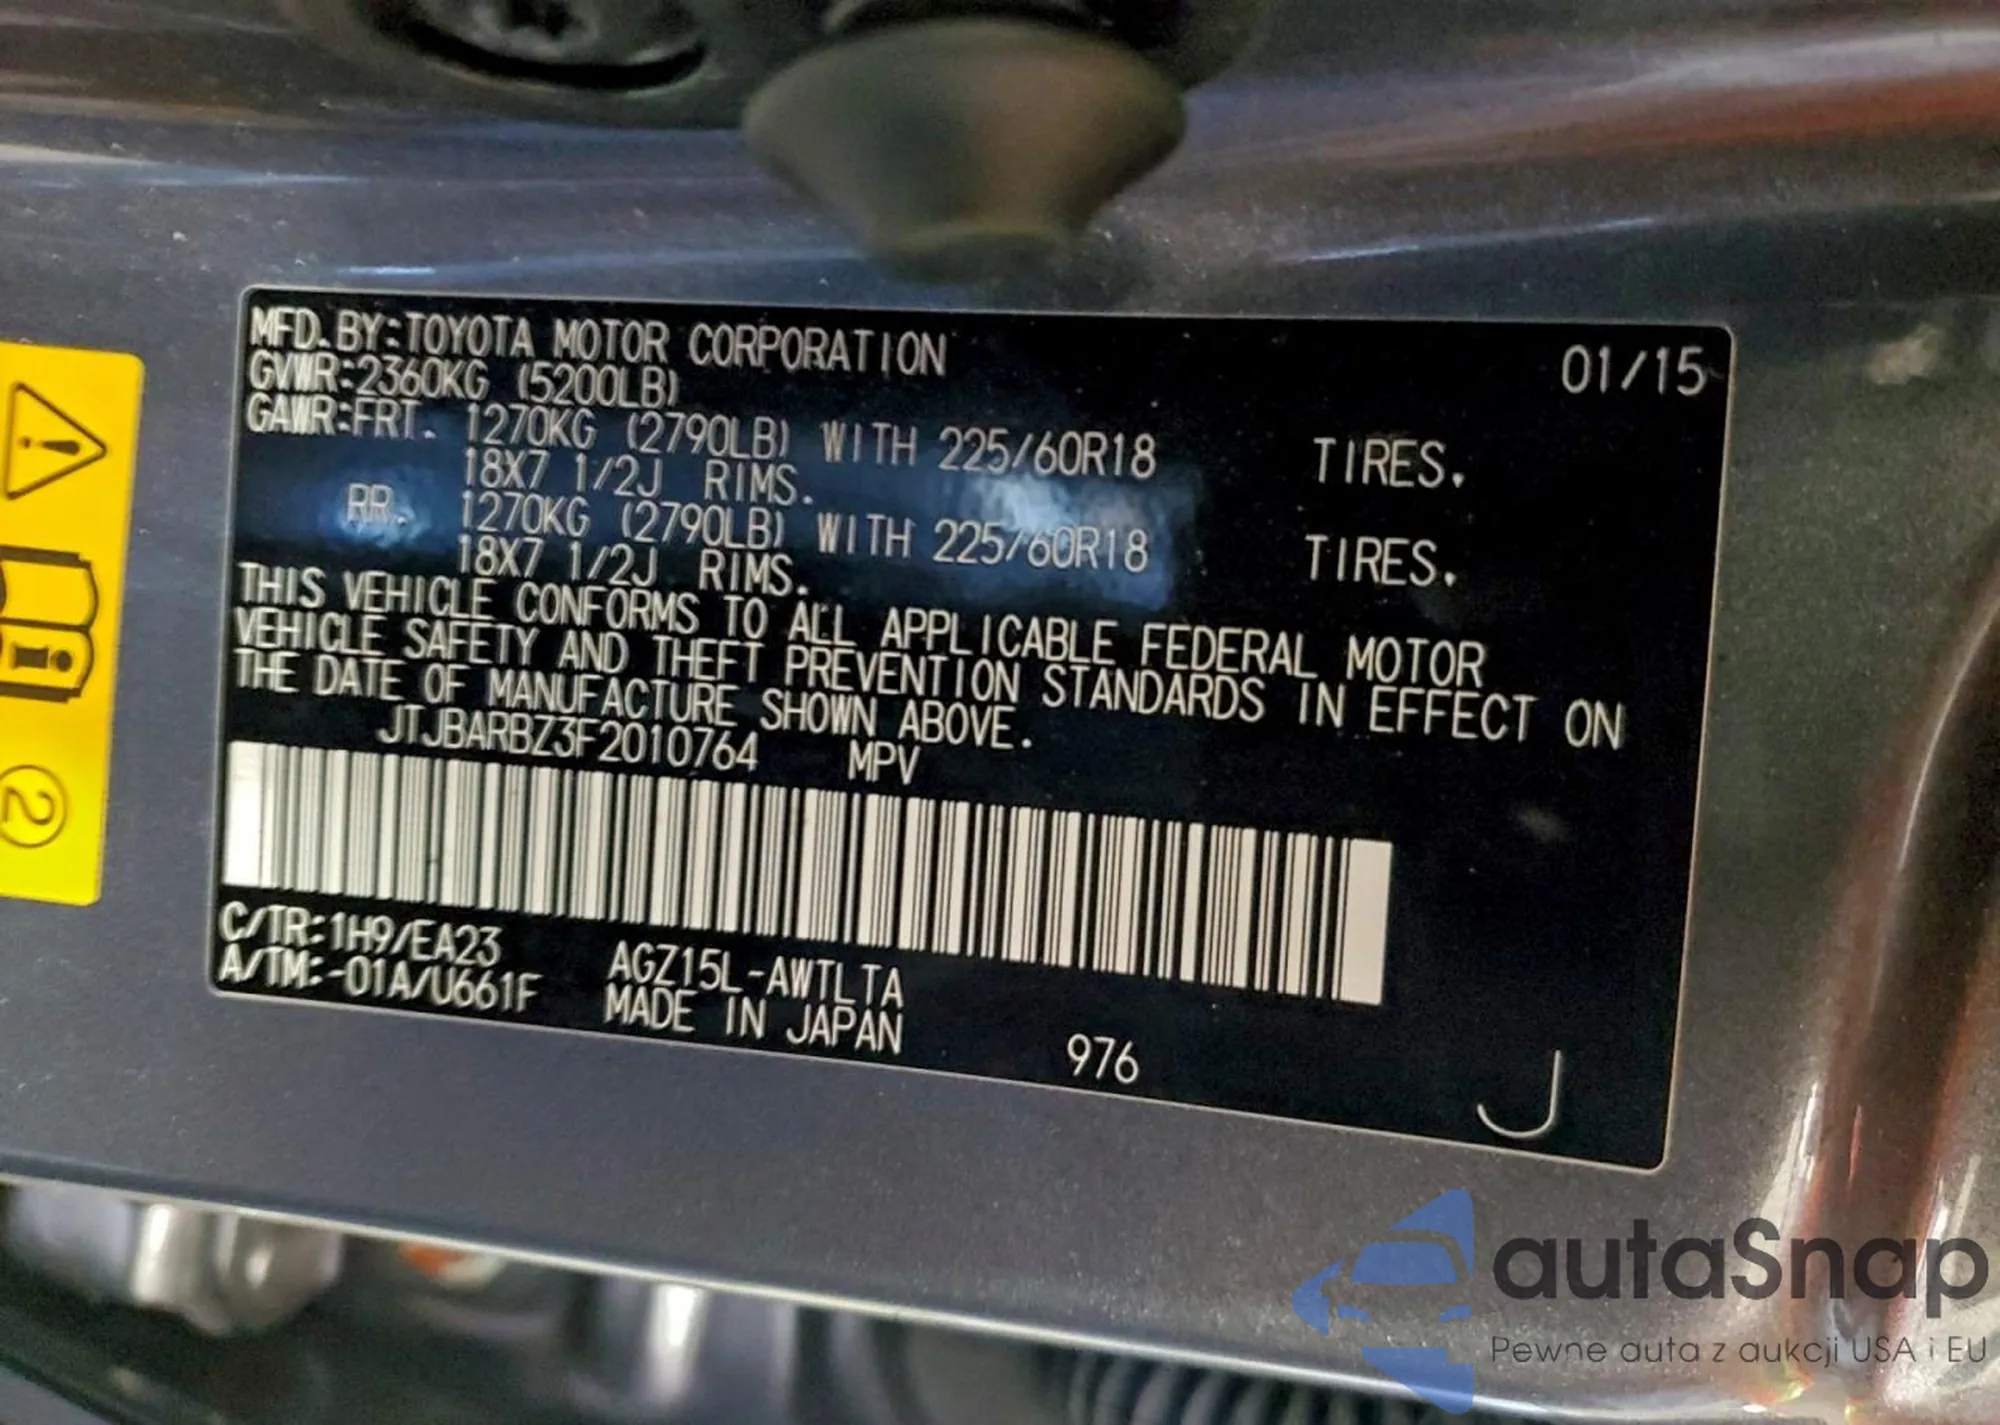 MFD.BY:TOYOTA MOTOR CORPORATION 01/15
GVWR:2360KG (5200LB)
GAWR:FRT. 1270KG (2790LB) WITH 225/60R18 TIRES.
18X7 1/2J RIMS.
RR. 1270KG (2790LB) WITH 225/60R18 TIRES.
18X7 1/2J RIMS.
THIS VEHICLE CONFORMS TO ALL APPLICABLE FEDERAL MOTOR
VEHICLE SAFETY AND THEFT PREVENTION STANDARDS IN EFFECT ON
THE DATE OF MANUFACTURE SHOWN ABOVE.
JTJBARBZ3F2010764 MPV
C/TR:1H9/EA23 AGZ15L-AWTLTA
A/TM:-01A/U661F MADE IN JAPAN 976
J
2
autaSnap
Pewne auta z aukcji USA i EU